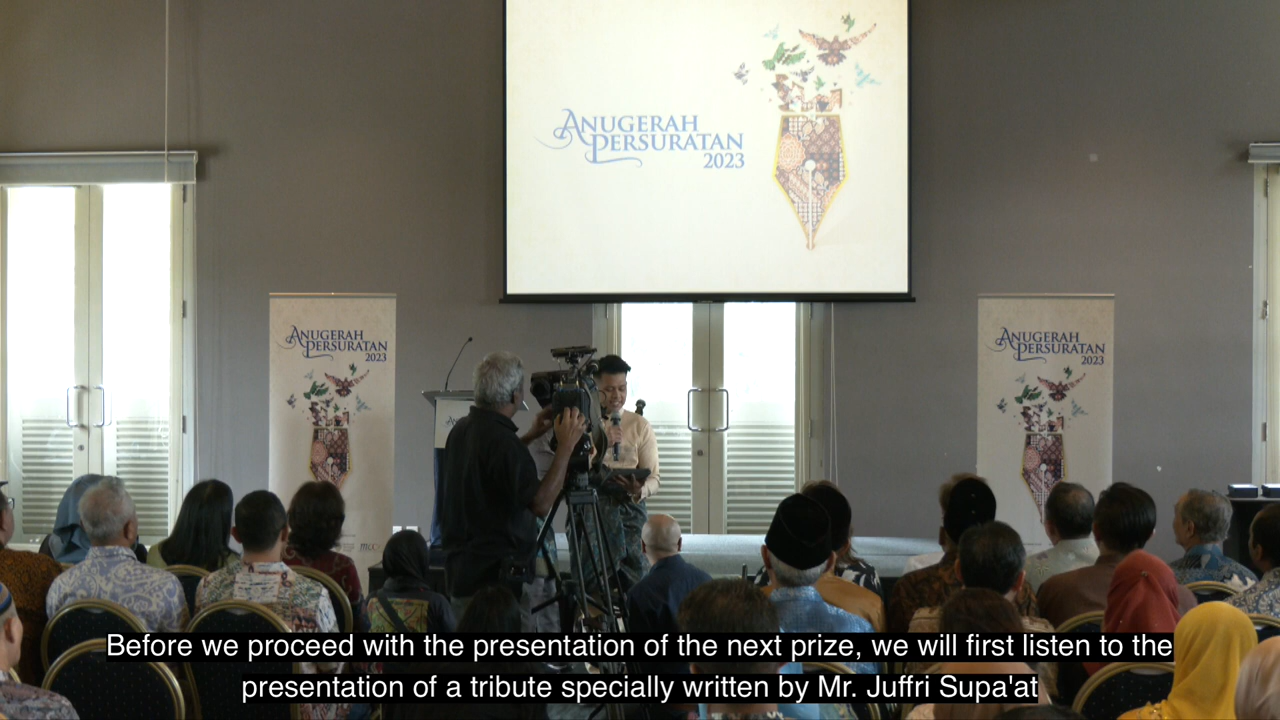 ANUGERAH
PERSURATAN
2023
ANUGERAH
PERSURATAN
2023
ANUGERAH
PERSURATAN
2023
Before we proceed with the presentation of the next prize, we will first listen to the
presentation of a tribute specially written by Mr. Juffri Supa'at